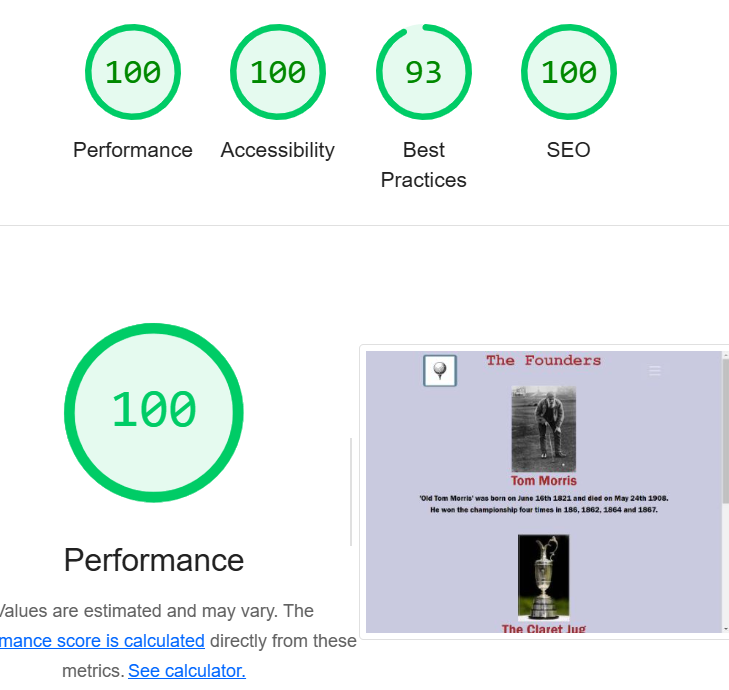 100
100
93
100
Performance
Accessibility
Best
Practices
SEO
100
Performance
Values are estimated and may vary. The
mance score is calculated directly from these
metrics. See calculator.
The Founders
Tom Morris
'Old Tom Morris' was born on June 16th 1821 and died on May 24th 1908.
He won the championship four times in 186, 1862, 1864 and 1867.
The Claret Jug